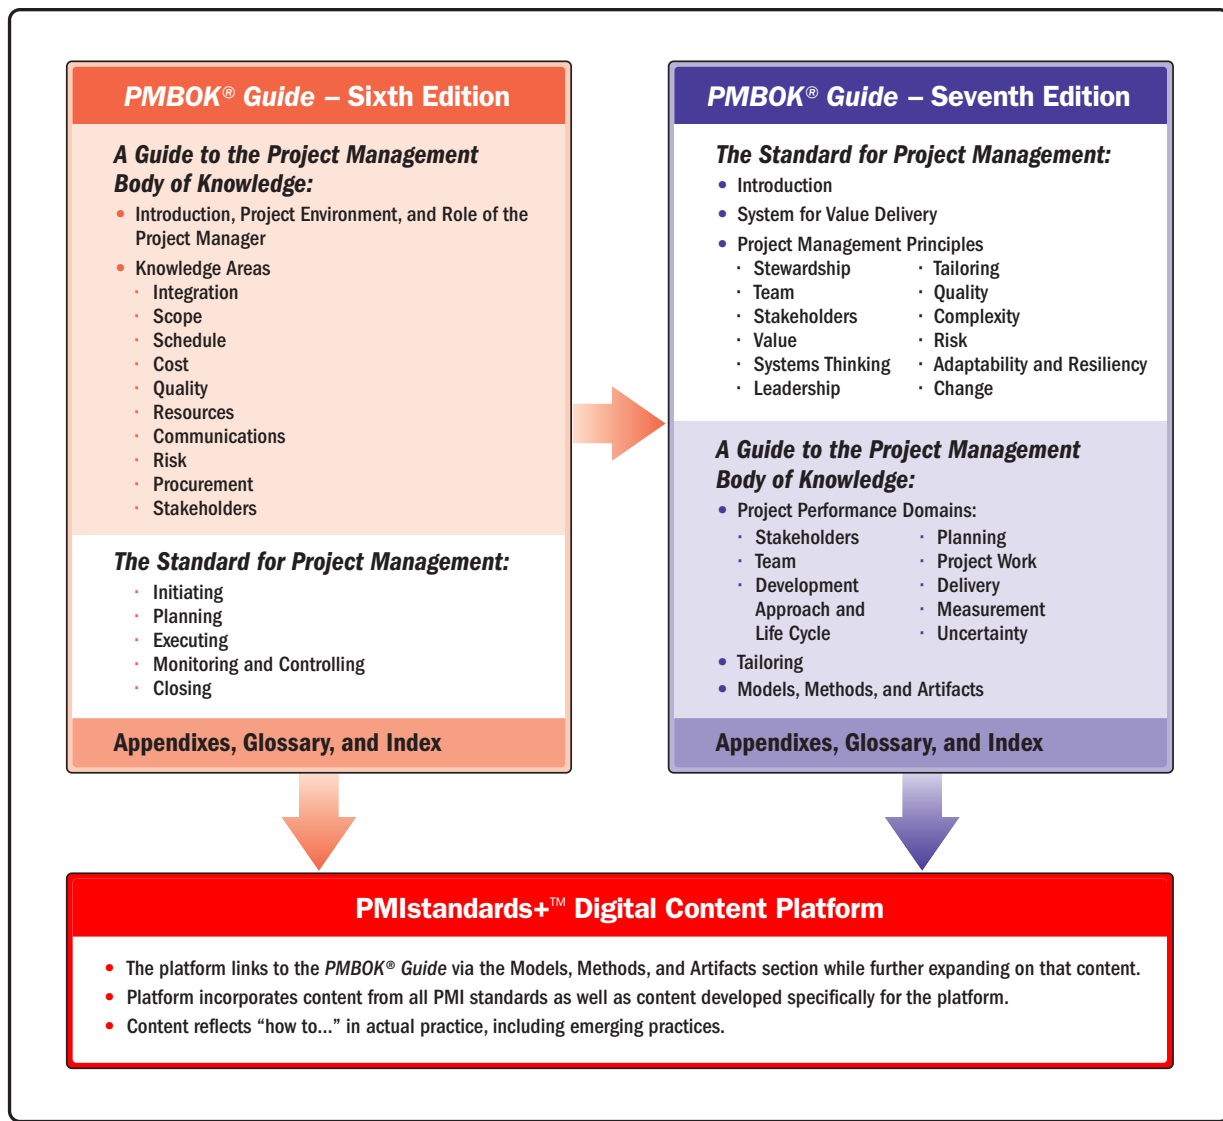 PMBOK® Guide – Sixth Edition
A Guide to the Project Management
Body of Knowledge:
• Introduction, Project Environment, and Role of the
Project Manager
• Knowledge Areas
· Integration
· Scope
· Schedule
· Cost
· Quality
· Resources
· Communications
· Risk
· Procurement
· Stakeholders
The Standard for Project Management:
· Initiating
· Planning
· Executing
· Monitoring and Controlling
· Closing
Appendixes, Glossary, and Index
PMBOK® Guide – Seventh Edition
The Standard for Project Management:
• Introduction
• System for Value Delivery
• Project Management Principles
· Stewardship
· Team
· Stakeholders
· Value
· Systems Thinking
· Leadership
· Tailoring
· Quality
· Complexity
· Risk
· Adaptability and Resiliency
· Change
A Guide to the Project Management
Body of Knowledge:
• Project Performance Domains:
· Stakeholders
· Team
· Development
Approach and
Life Cycle
· Planning
· Project Work
· Delivery
· Measurement
· Uncertainty
• Tailoring
• Models, Methods, and Artifacts
Appendixes, Glossary, and Index
PMIstandards+™ Digital Content Platform
• The platform links to the PMBOK® Guide via the Models, Methods, and Artifacts section while further expanding on that content.
• Platform incorporates content from all PMI standards as well as content developed specifically for the platform.
• Content reflects “how to...” in actual practice, including emerging practices.